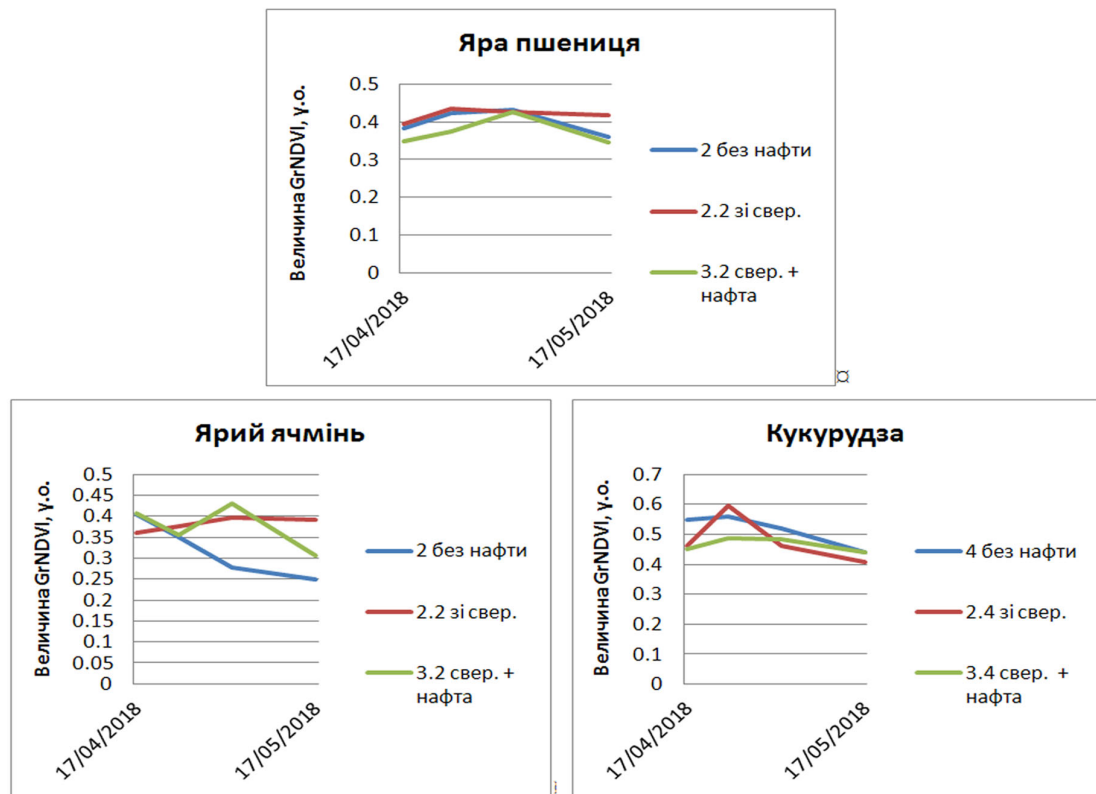 Яра пшениця
Величина GrNDVI, у.о.
0.5
0.4
0.3
0.2
0.1
0
17/04/2018
17/05/2018
2 без нафти
2.2 зі свер.
3.2 свер. +
нафта
¤
Ярий ячмінь
Величина GrNDVI, у.о.
0.5
0.45
0.4
0.35
0.3
0.25
0.2
0.15
0.1
0.05
0
17/04/2018
17/05/2018
2 без нафти
2.2 зі свер.
3.2 свер. +
нафта
Кукурудза
Величина GrNDVI, у.о.
0.7
0.6
0.5
0.4
0.3
0.2
0.1
0
17/04/2018
17/05/2018
4 без нафти
2.4 зі свер.
3.4 свер. +
нафта